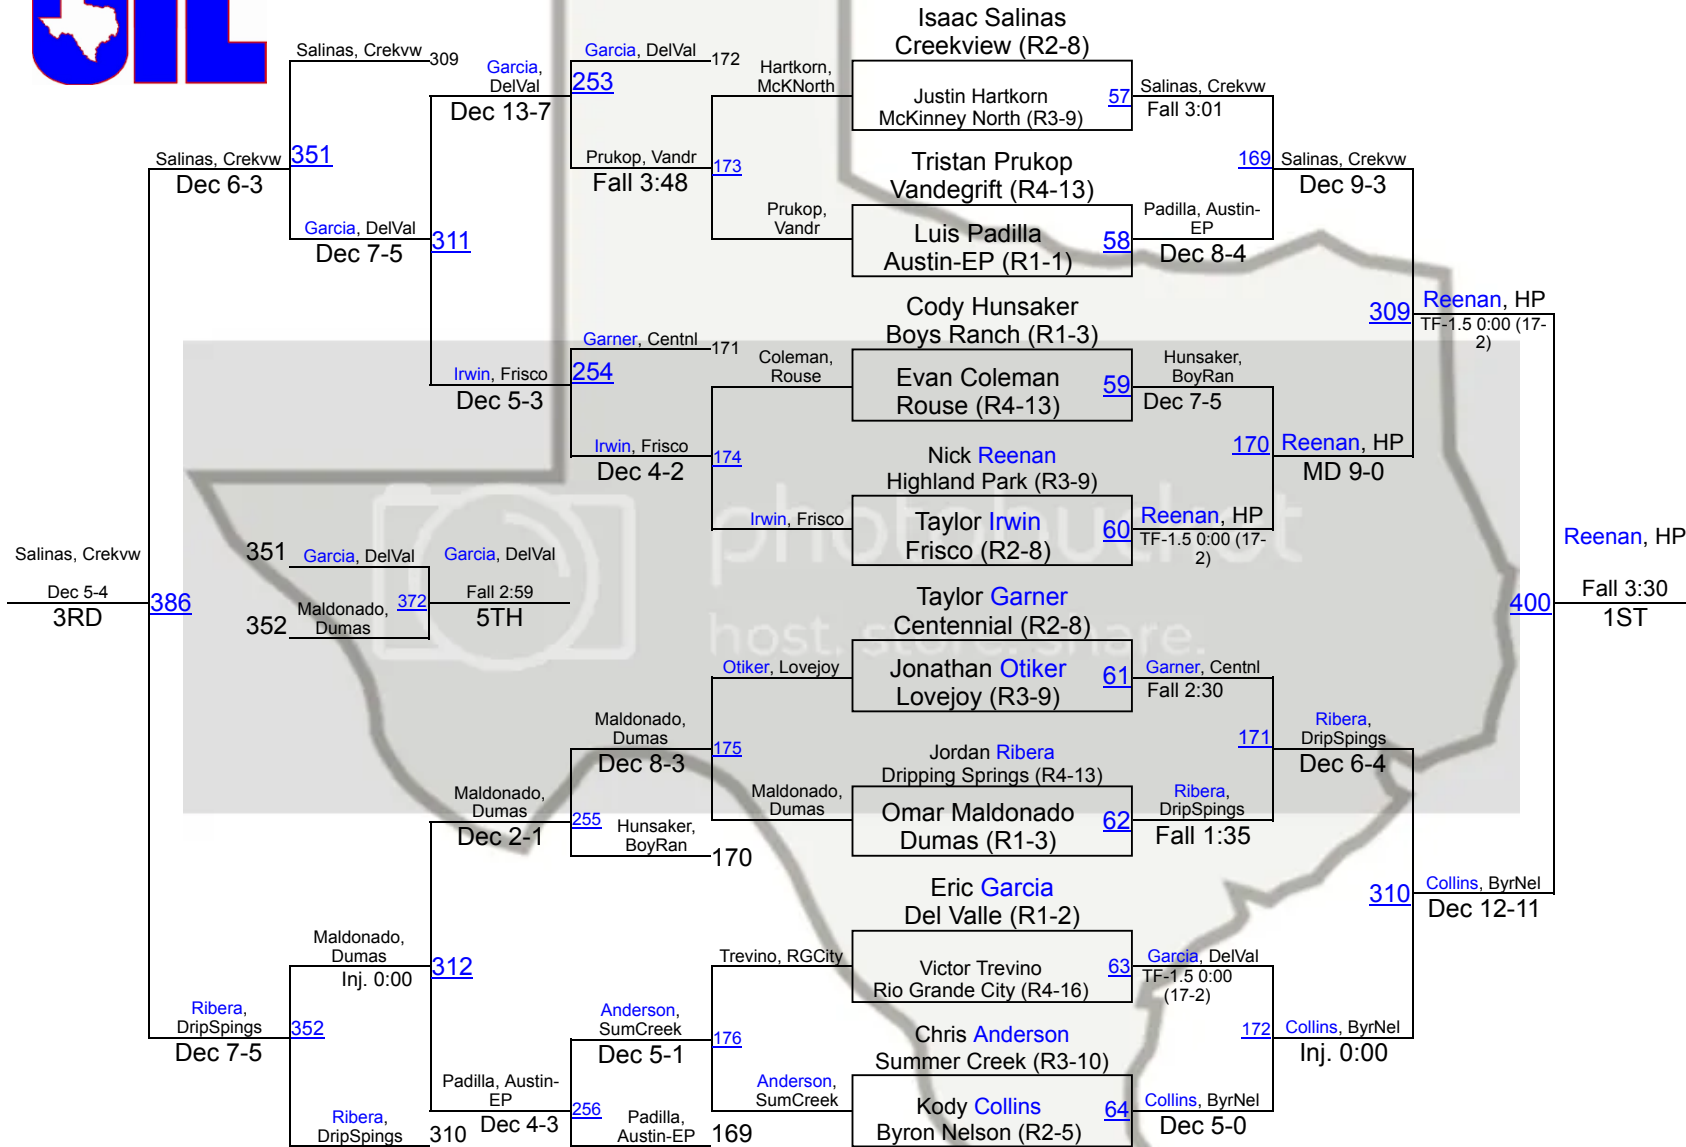 UIL
Isaac Salinas
Creekview (R2-8)
Justin Hartkorn
McKinney North (R3-9)
57
Tristan Prukop
Vandegrift (R4-13)
Luis Padilla
Austin-EP (R1-1)
58
Cody Hunsaker
Boys Ranch (R1-3)
Evan Coleman
Rouse (R4-13)
59
Nick Reenan
Highland Park (R3-9)
Taylor Irwin
Frisco (R2-8)
60
Taylor Garner
Centennial (R2-8)
Jonathan Otiker
Lovejoy (R3-9)
61
Jordan Ribera
Dripping Springs (R4-13)
Omar Maldonado
Dumas (R1-3)
62
Eric Garcia
Del Valle (R1-2)
Victor Trevino
Rio Grande City (R4-16)
63
Chris Anderson
Summer Creek (R3-10)
Kody Collins
Byron Nelson (R2-5)
64
Salinas, Crekvw
Fall 3:01
Padilla, Austin-
EP
Dec 8-4
Hunsaker,
BoyRan
Dec 7-5
Reenan, HP
TF-1.5 0:00 (17-
2)
Garner, Centnl
Fall 2:30
Ribera,
DripSpings
Fall 1:35
Garcia, DelVal
TF-1.5 0:00
(17-2)
Collins, ByrNel
Dec 5-0
169
Salinas, Crekvw
Dec 9-3
170
Reenan, HP
MD 9-0
171
Ribera,
DripSpings
Dec 6-4
172
Collins, ByrNel
Inj. 0:00
309
Reenan, HP
TF-1.5 0:00 (17-
2)
310
Collins, ByrNel
Dec 12-11
400
Reenan, HP
Fall 3:30
1ST
Hartkorn,
McKNorth
Prukop,
Vandr
173
Coleman,
Rouse
Irwin, Frisco
174
Otiker, Lovejoy
Maldonado,
Dumas
175
Trevino, RGCity
Anderson,
SumCreek
176
Garcia, DelVal
172
Prukop, Vandr
Fall 3:48
253
Garner, Centnl
171
Irwin, Frisco
Dec 4-2
254
Maldonado,
Dumas
Dec 8-3
255
Hunsaker,
BoyRan
170
Anderson,
SumCreek
Dec 5-1
256
Padilla,
Austin-EP
169
Garcia,
DelVal
Dec 13-7
311
Irwin, Frisco
Dec 5-3
Maldonado,
Dumas
Dec 2-1
312
Padilla, Austin-
EP
Dec 4-3
Salinas, Crekvw
309
351
Garcia, DelVal
Dec 7-5
Maldonado,
Dumas
Inj. 0:00
352
Ribera,
DripSpings
310
Salinas, Crekvw
Dec 6-3
Ribera,
DripSpings
Dec 7-5
386
Salinas, Crekvw
Dec 5-4
3RD
351
Garcia, DelVal
352
Maldonado,
Dumas
372
Garcia, DelVal
Fall 2:59
5TH
photobucket
host. store. share.